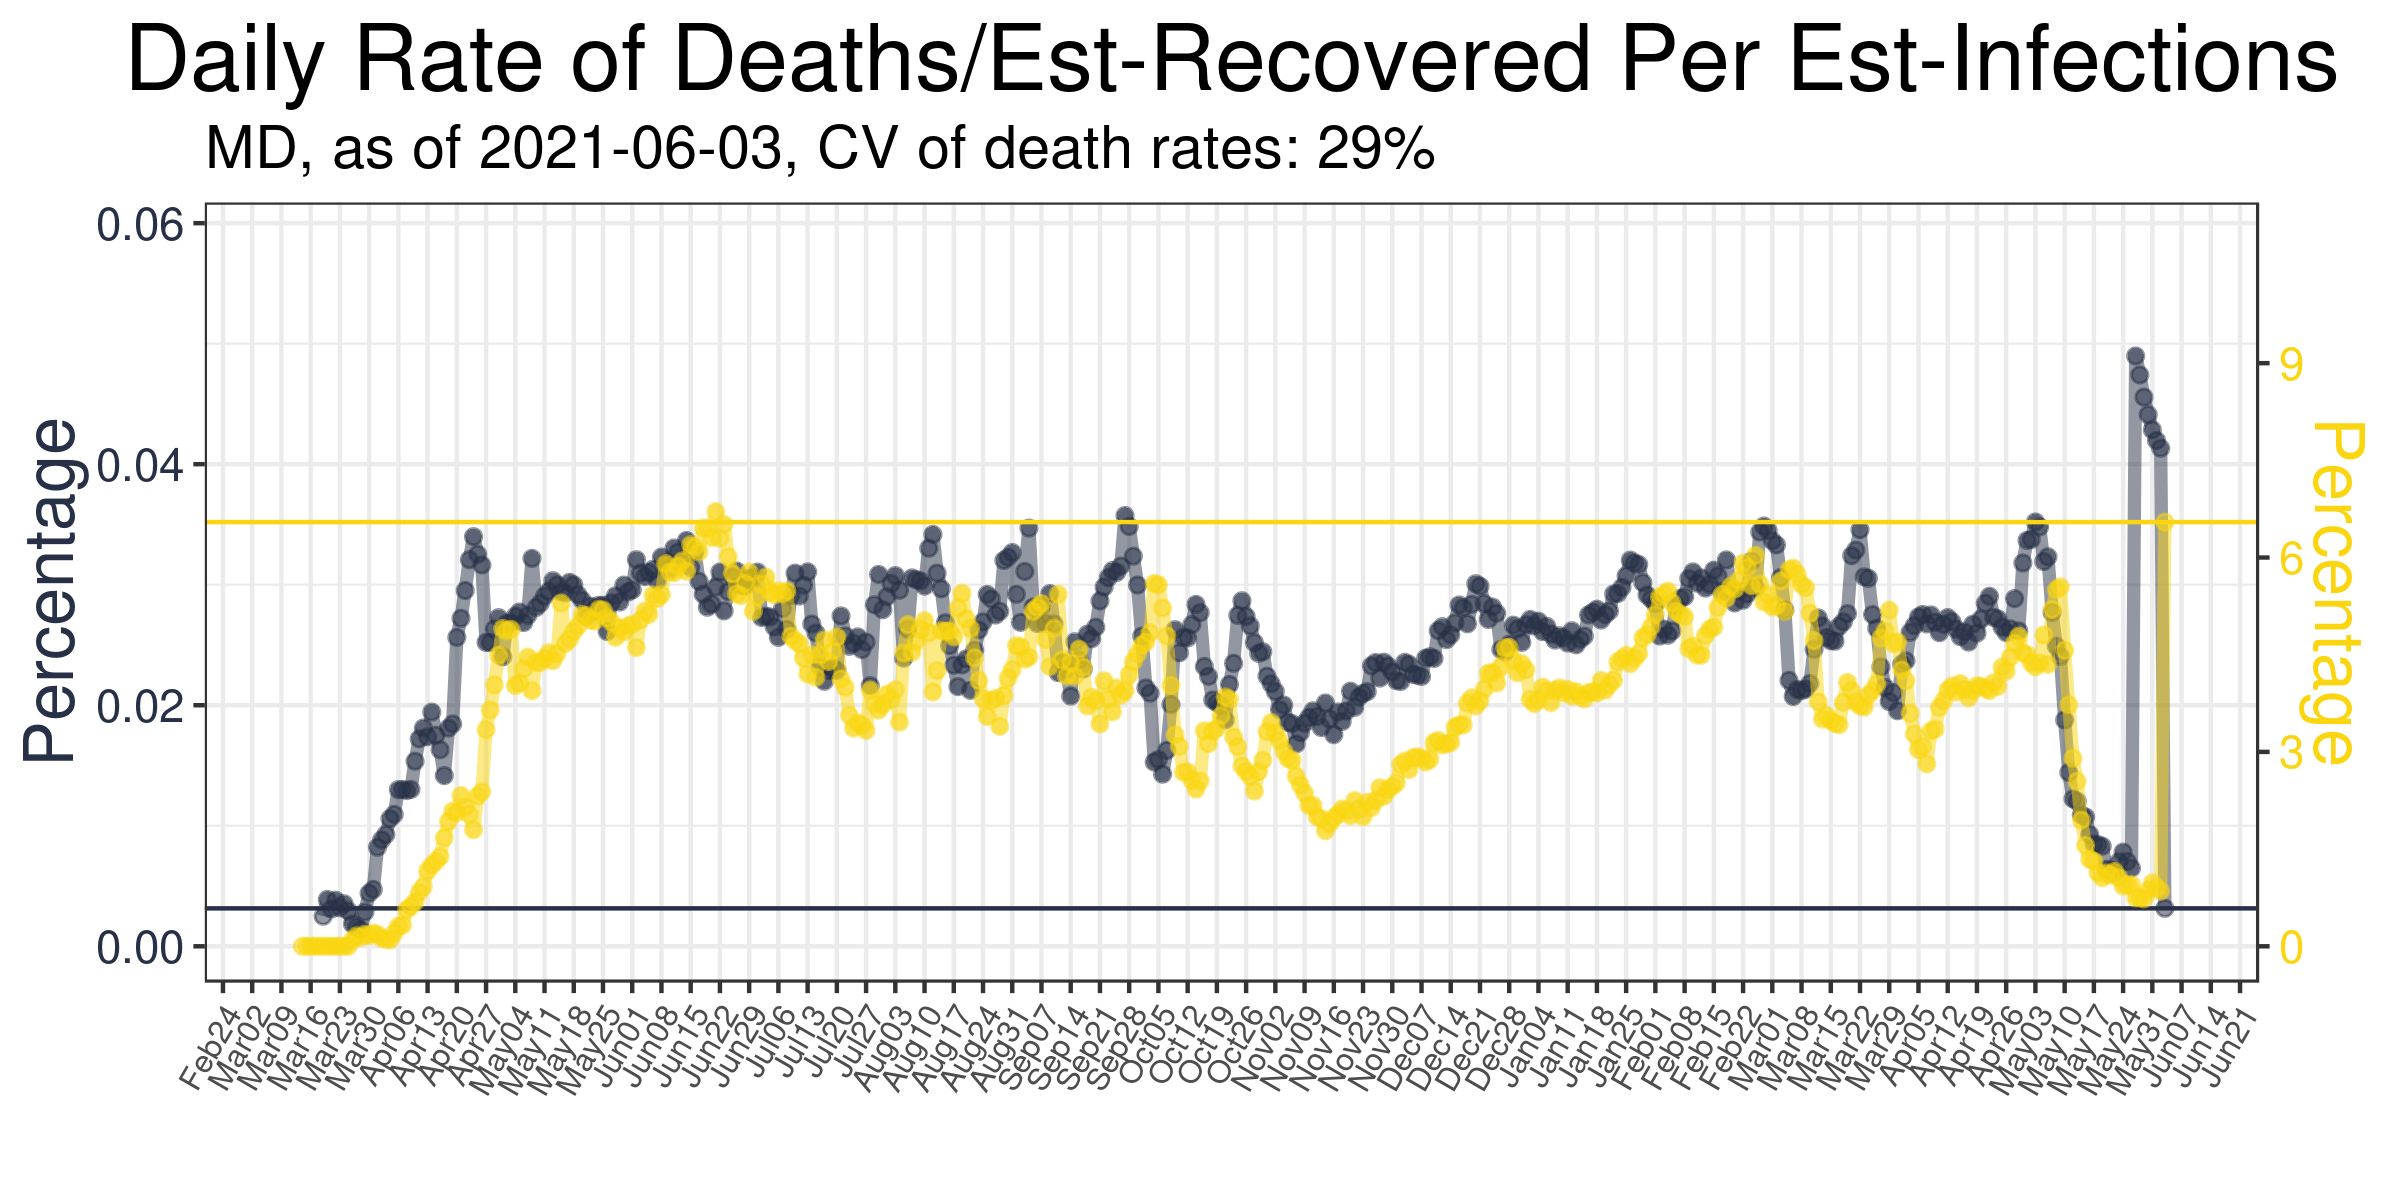 Daily Rate of Deaths/Est-Recovered Per Est-Infections
MD, as of 2021-06-03, CV of death rates: 29%
0.06
0.04
0.02
0.00
Percentage
9
6
3
0
Percentage
Feb24
Mar02
Mar09
Mar16
Mar23
Mar30
Apr06
Apr13
Apr20
Apr27
May04
May11
May18
May25
Jun01
Jun08
Jun15
Jun22
Jun29
Jul06
Jul13
Jul20
Jul27
Aug03
Aug10
Aug17
Aug24
Aug31
Sep07
Sep14
Sep21
Sep28
Oct05
Oct12
Oct19
Oct26
Nov02
Nov09
Nov16
Nov23
Nov30
Dec07
Dec14
Dec21
Dec28
Jan04
Jan11
Jan18
Jan25
Feb01
Feb08
Feb15
Feb22
Mar01
Mar08
Mar15
Mar22
Mar29
Apr05
Apr12
Apr19
Apr26
May03
May10
May17
May24
May31
Jun07
Jun14
Jun21